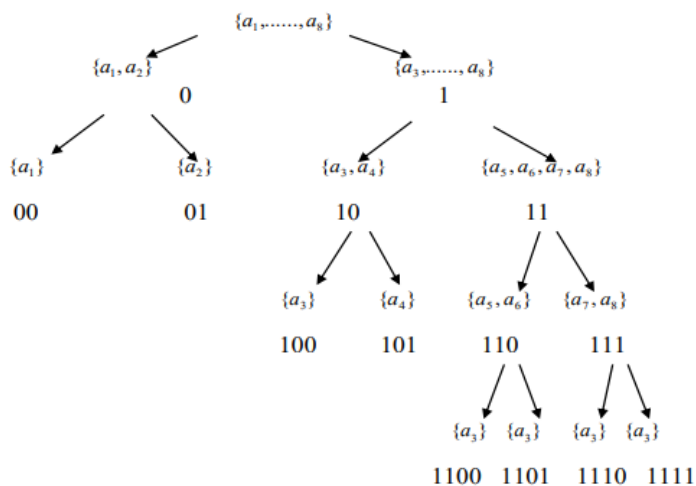 {a₁,......,a₈}
{a₁,a₂} {a₃,......,a₈}
0 1
{a₁} {a₂} {a₃,a₄} {a₅,a₆,a₇,a₈}
00 01 10 11
{a₃} {a₄} {a₅,a₆} {a₇,a₈}
100 101 110 111
{a₃} {a₃} {a₃} {a₃}
1100 1101 1110 1111